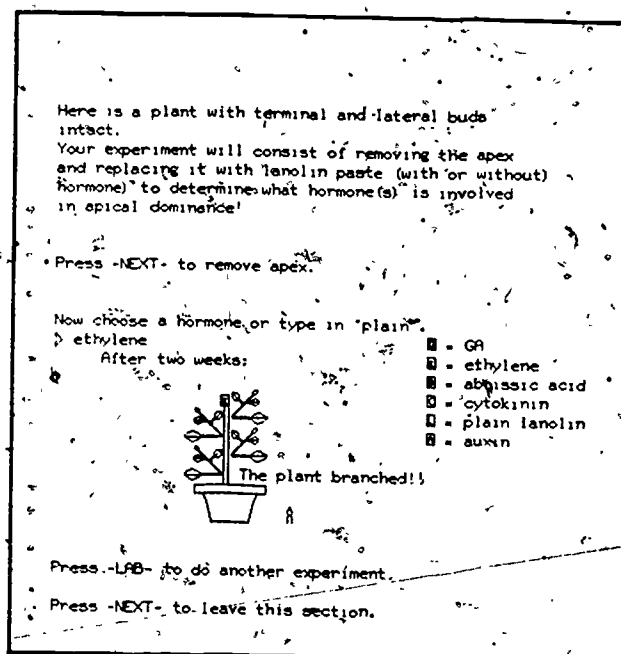 Here is a plant with terminal and lateral buds
intact.
Your experiment will consist of removing the apex
and replacing it with lanolin paste (with or without)
hormone) to determine what hormone(s) is involved
in apical dominance!
Press -NEXT- to remove apex.
Now choose a hormone or type in "plain".
> ethylene
After two weeks:
= GA
= ethylene
= abbissic acid
= cytokinin
= plain lanolin
= auxin
The plant branched!!
Press -LAB- to do another experiment.
Press -NEXT- to leave this section.